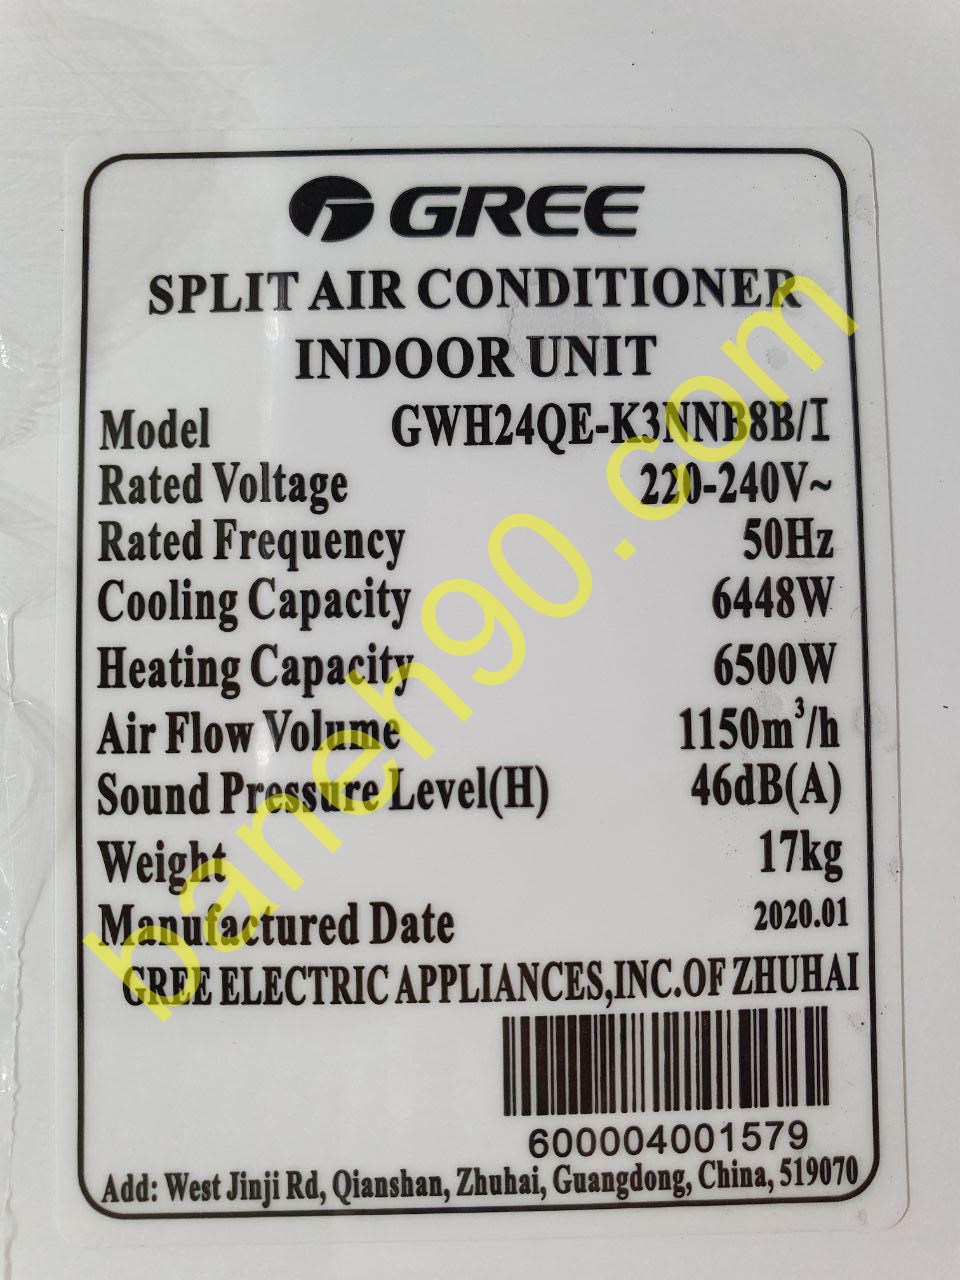 GREE
SPLIT AIR CONDITIONER
INDOOR UNIT
Model GWH24QE-K3NNB8B/I
Rated Voltage 220-240V~
Rated Frequency 50Hz
Cooling Capacity 6448W
Heating Capacity 6500W
Air Flow Volume 1150m³/h
Sound Pressure Level(H) 46dB(A)
Weight 17kg
Manufactured Date 2020.01
GREE ELECTRIC APPLIANCES,INC.OF ZHUHAI
600004001579
Add: West Jinji Rd, Qianshan, Zhuhai, Guangdong, China, 519070
baneh90.com